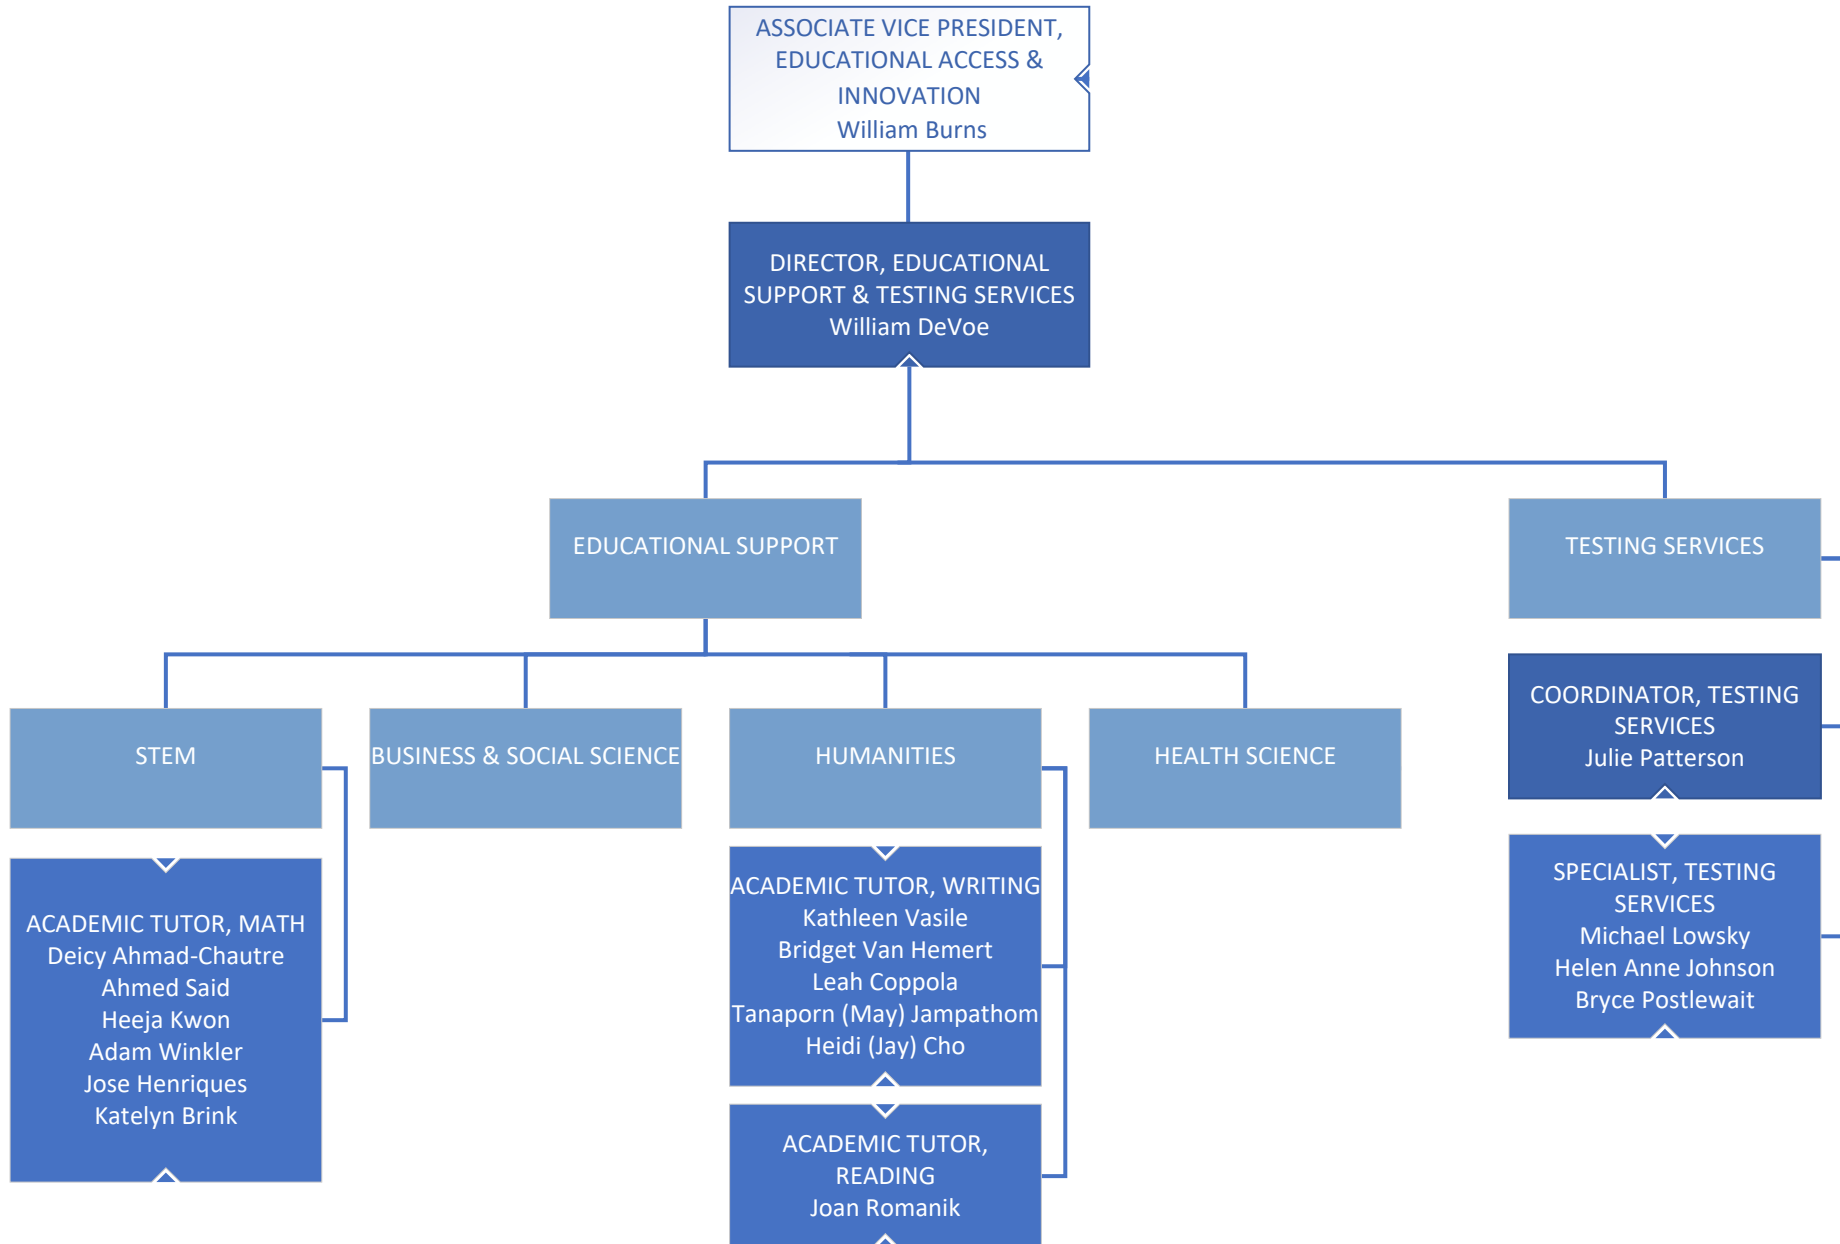 ASSOCIATE VICE PRESIDENT,
EDUCATIONAL ACCESS &
INNOVATION
William Burns
DIRECTOR, EDUCATIONAL
SUPPORT & TESTING SERVICES
William DeVoe
EDUCATIONAL SUPPORT
TESTING SERVICES
STEM
BUSINESS & SOCIAL SCIENCE
HUMANITIES
HEALTH SCIENCE
ACADEMIC TUTOR, MATH
Deicy Ahmad-Chautre
Ahmed Said
Heeja Kwon
Adam Winkler
Jose Henriques
Katelyn Brink
ACADEMIC TUTOR, WRITING
Kathleen Vasile
Bridget Van Hemert
Leah Coppola
Tanaporn (May) Jampathom
Heidi (Jay) Cho
ACADEMIC TUTOR,
READING
Joan Romanik
COORDINATOR, TESTING
SERVICES
Julie Patterson
SPECIALIST, TESTING
SERVICES
Michael Lowsky
Helen Anne Johnson
Bryce Postlewait